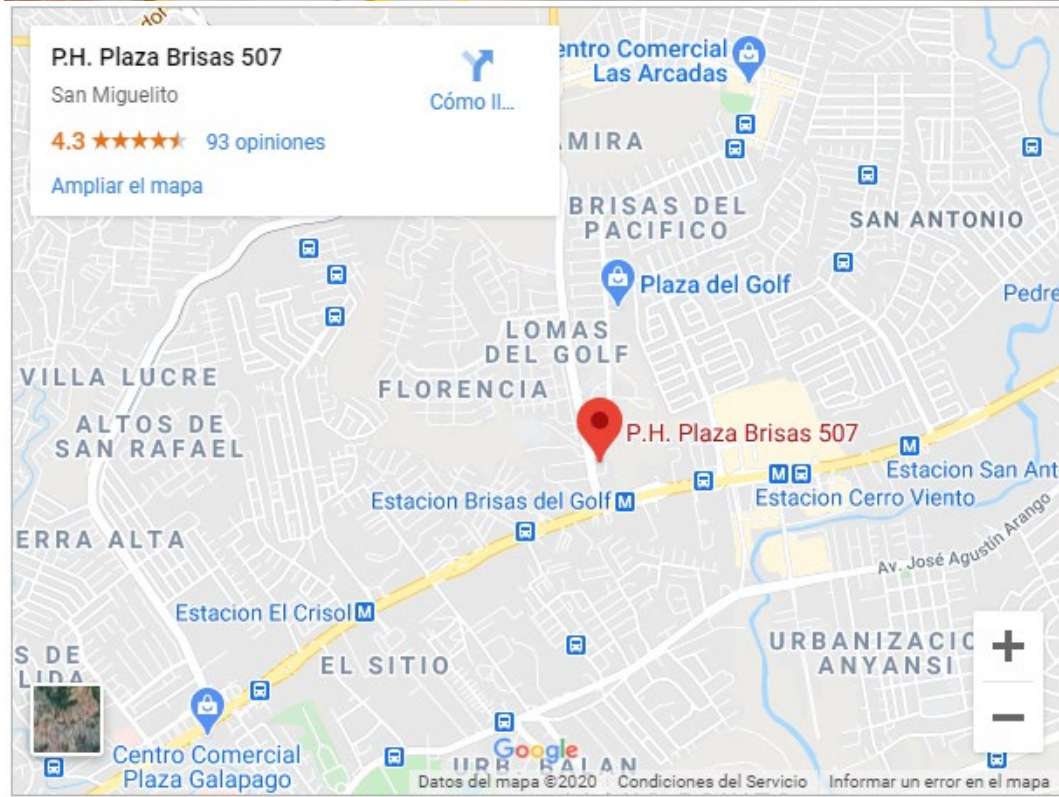 P.H. Plaza Brisas 507
San Miguelito
4.3
93 opiniones
Ampliar el mapa
Cómo ll...
entro Comercial
Las Arcadas
AMIRA
BRISAS DEL
PACIFICO
SAN ANTONIO
Plaza del Golf
Pedre
LOMAS
DEL GOLF
FLORENCIA
VILLA LUCRE
ALTOS DE
SAN RAFAEL
P.H. Plaza Brisas 507
M
Estacion San Ant
M
Estacion Cerro Viento
Estacion Brisas del Golf M
ERRA ALTA
Av. José Agustín Arango
Estacion El Crisol M
URBANIZACIO
ANYANSI
S DE
LIDA
EL SITIO
+
−
Centro Comercial
Plaza Galapago
Google
URB. BALAN
Datos del mapa ©2020 Condiciones del Servicio Informar un error en el mapa